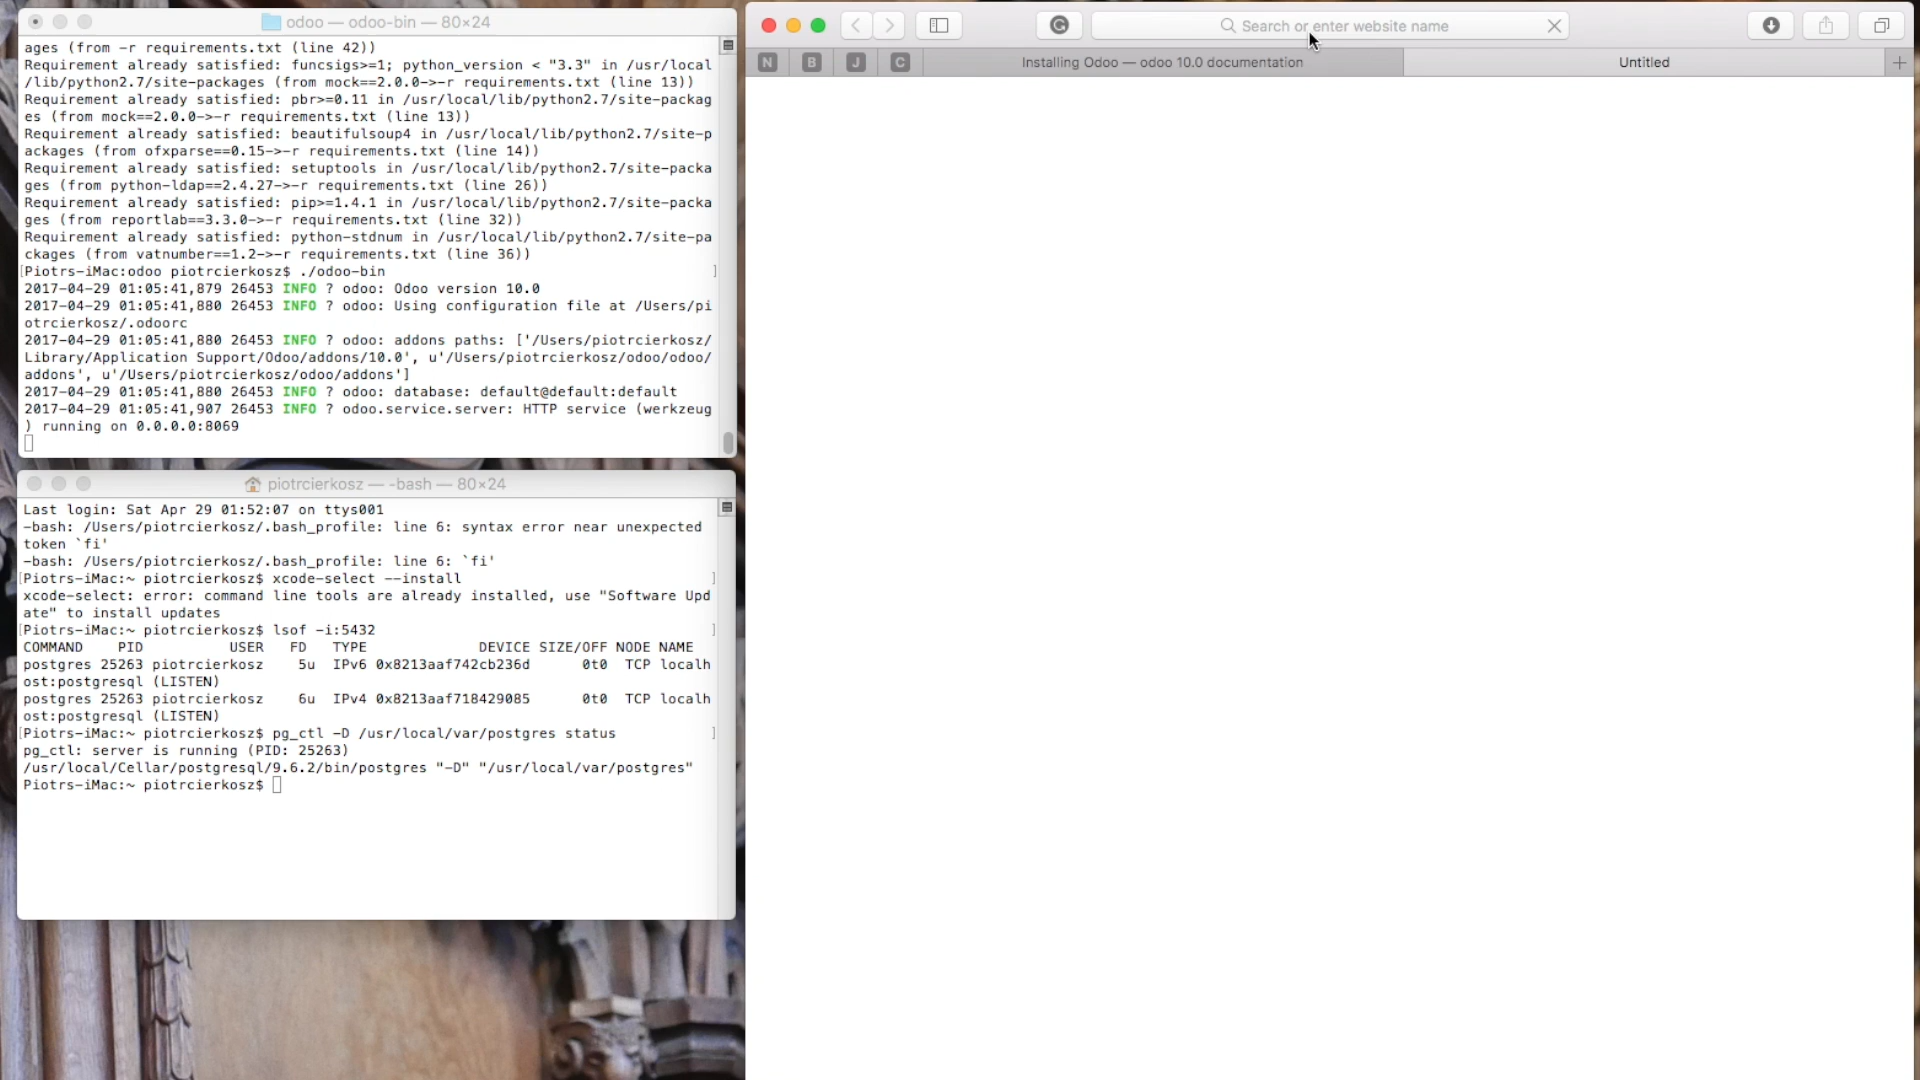 odoo — odoo-bin — 80×24
ages (from -r requirements.txt (line 42))
Requirement already satisfied: funcsigs>=1; python_version < "3.3" in /usr/local
/lib/python2.7/site-packages (from mock==2.0.0->-r requirements.txt (line 13))
Requirement already satisfied: pbr>=0.11 in /usr/local/lib/python2.7/site-packag
es (from mock==2.0.0->-r requirements.txt (line 13))
Requirement already satisfied: beautifulsoup4 in /usr/local/lib/python2.7/site-p
ackages (from ofxparse==0.15->-r requirements.txt (line 14))
Requirement already satisfied: setuptools in /usr/local/lib/python2.7/site-packa
ges (from python-ldap==2.4.27->-r requirements.txt (line 26))
Requirement already satisfied: pip>=1.4.1 in /usr/local/lib/python2.7/site-packa
ges (from reportlab==3.3.0->-r requirements.txt (line 32))
Requirement already satisfied: python-stdnum in /usr/local/lib/python2.7/site-pa
ckages (from vatnumber==1.2->-r requirements.txt (line 36))
[Piotrs-iMac:odoo piotrcierkosz$ ./odoo-bin ]
2017-04-29 01:05:41,879 26453 INFO ? odoo: Odoo version 10.0
2017-04-29 01:05:41,880 26453 INFO ? odoo: Using configuration file at /Users/pi
otrcierkosz/.odoorc
2017-04-29 01:05:41,880 26453 INFO ? odoo: addons paths: ['/Users/piotrcierkosz/
Library/Application Support/Odoo/addons/10.0', u'/Users/piotrcierkosz/odoo/odoo/
addons', u'/Users/piotrcierkosz/odoo/addons']
2017-04-29 01:05:41,880 26453 INFO ? odoo: database: default@default:default
2017-04-29 01:05:41,907 26453 INFO ? odoo.service.server: HTTP service (werkzeug
) running on 0.0.0.0:8069
piotrcierkosz — -bash — 80×24
Last login: Sat Apr 29 01:52:07 on ttys001
-bash: /Users/piotrcierkosz/.bash_profile: line 6: syntax error near unexpected
token `fi'
-bash: /Users/piotrcierkosz/.bash_profile: line 6: `fi'
[Piotrs-iMac:~ piotrcierkosz$ xcode-select --install ]
xcode-select: error: command line tools are already installed, use "Software Upd
ate" to install updates
[Piotrs-iMac:~ piotrcierkosz$ lsof -i:5432 ]
COMMAND PID USER FD TYPE DEVICE SIZE/OFF NODE NAME
postgres 25263 piotrcierkosz 5u IPv6 0x8213aaf742cb236d 0t0 TCP localh
ost:postgresql (LISTEN)
postgres 25263 piotrcierkosz 6u IPv4 0x8213aaf718429085 0t0 TCP localh
ost:postgresql (LISTEN)
[Piotrs-iMac:~ piotrcierkosz$ pg_ctl -D /usr/local/var/postgres status ]
pg_ctl: server is running (PID: 25263)
/usr/local/Cellar/postgresql/9.6.2/bin/postgres "-D" "/usr/local/var/postgres"
Piotrs-iMac:~ piotrcierkosz$
Search or enter website name
N B J C Installing Odoo — odoo 10.0 documentation Untitled